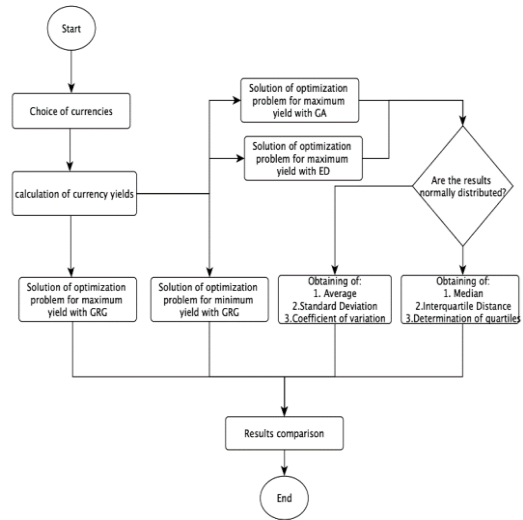 Start
Choice of currencies
calculation of currency yields
Solution of optimization
problem for maximum
yield with GA
Solution of optimization
problem for maximum
yield with ED
Are the results
normally distributed?
Solution of optimization
problem for maximum
yield with GRG
Solution of optimization
problem for minimum
yield with GRG
Obtaining of:
1. Average
2.Standard Deviation
3.Coefficient of variation
Obtaining of:
1. Median
2.Interquartile Distance
3.Determination of quartiles
Results comparison
End